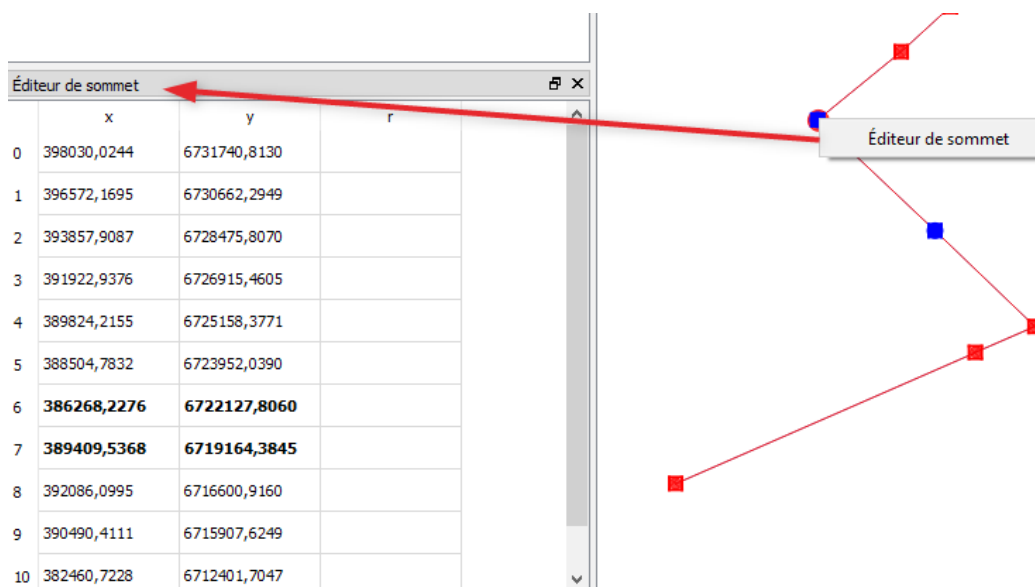 Éditeur de sommet
x y r
0 398030,0244 6731740,8130
Éditeur de sommet
1 396572,1695 6730662,2949
2 393857,9087 6728475,8070
3 391922,9376 6726915,4605
4 389824,2155 6725158,3771
5 388504,7832 6723952,0390
6 386268,2276 6722127,8060
7 389409,5368 6719164,3845
8 392086,0995 6716600,9160
9 390490,4111 6715907,6249
10 382460,7228 6712401,7047